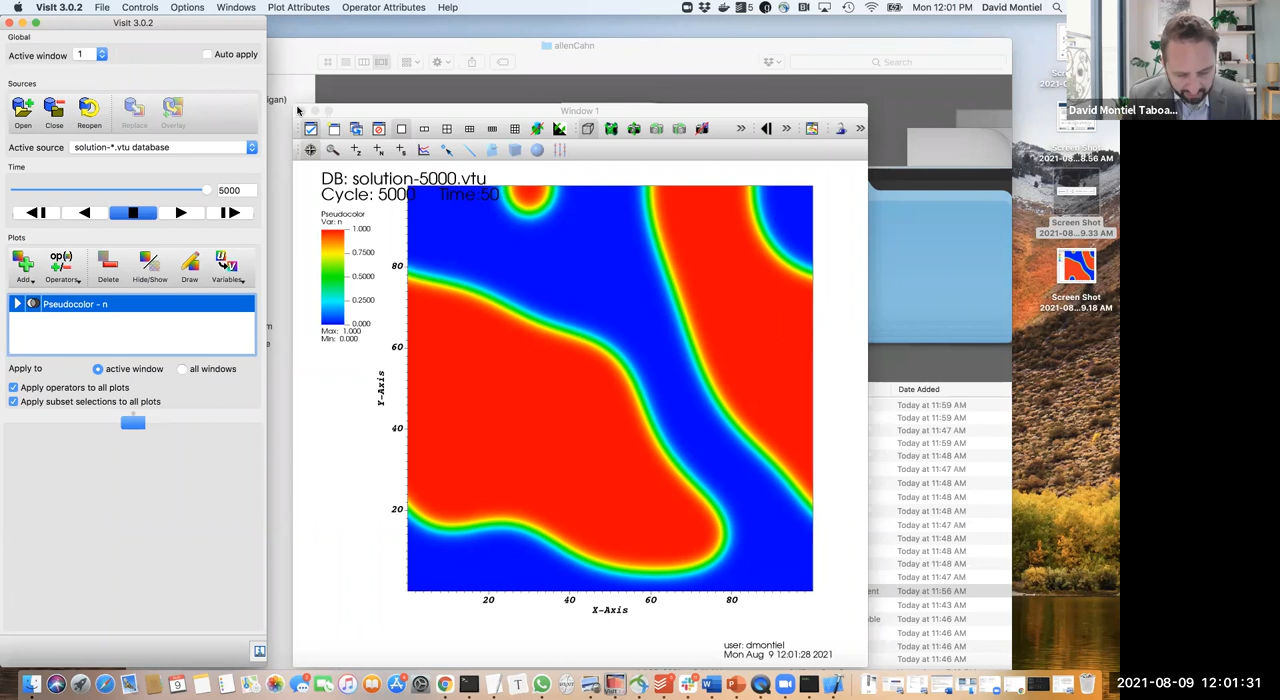 VisIt 3.0.2 File Controls Options Windows Plot Attributes Operator Attributes Help
5 Mon 12:01 PM David Montiel
VisIt 3.0.2
Global
Active window 1 Auto apply
Sources
Open Close Reopen Replace Overlay
Active source solution-*.vtu database
Time
5000
Plots
Add Operators Delete Hide/Show Draw Variables
Pseudocolor - n
Apply to active window all windows
Apply operators to all plots
Apply subset selections to all plots
allenCahn
Search
igan)
Window 1
DB: solution-5000.vtu
Cycle: 5000 Time:50
Pseudocolor
Var: n
1.000
0.7500
0.5000
0.2500
0.000
Max: 1.000
Min: 0.000
80
60
40
20
Y-Axis
20 40 60 80
X-Axis
user: dmontiel
Mon Aug 9 12:01:28 2021
Date Added
Today at 11:59 AM
Today at 11:59 AM
Today at 11:47 AM
Today at 11:59 AM
Today at 11:48 AM
Today at 11:47 AM
Today at 11:48 AM
Today at 11:48 AM
Today at 11:47 AM
Today at 11:48 AM
Today at 11:48 AM
Today at 11:48 AM
Today at 11:47 AM
Today at 11:56 AM
Today at 11:43 AM
Today at 11:46 AM
Today at 11:46 AM
Today at 11:46 AM
Today at 11:46 AM
David Montiel Taboa...
2021-08...8.56 AM
Screen Shot
2021-08...9.33 AM
Screen Shot
2021-08...9.18 AM
2021-08-09 12:01:31